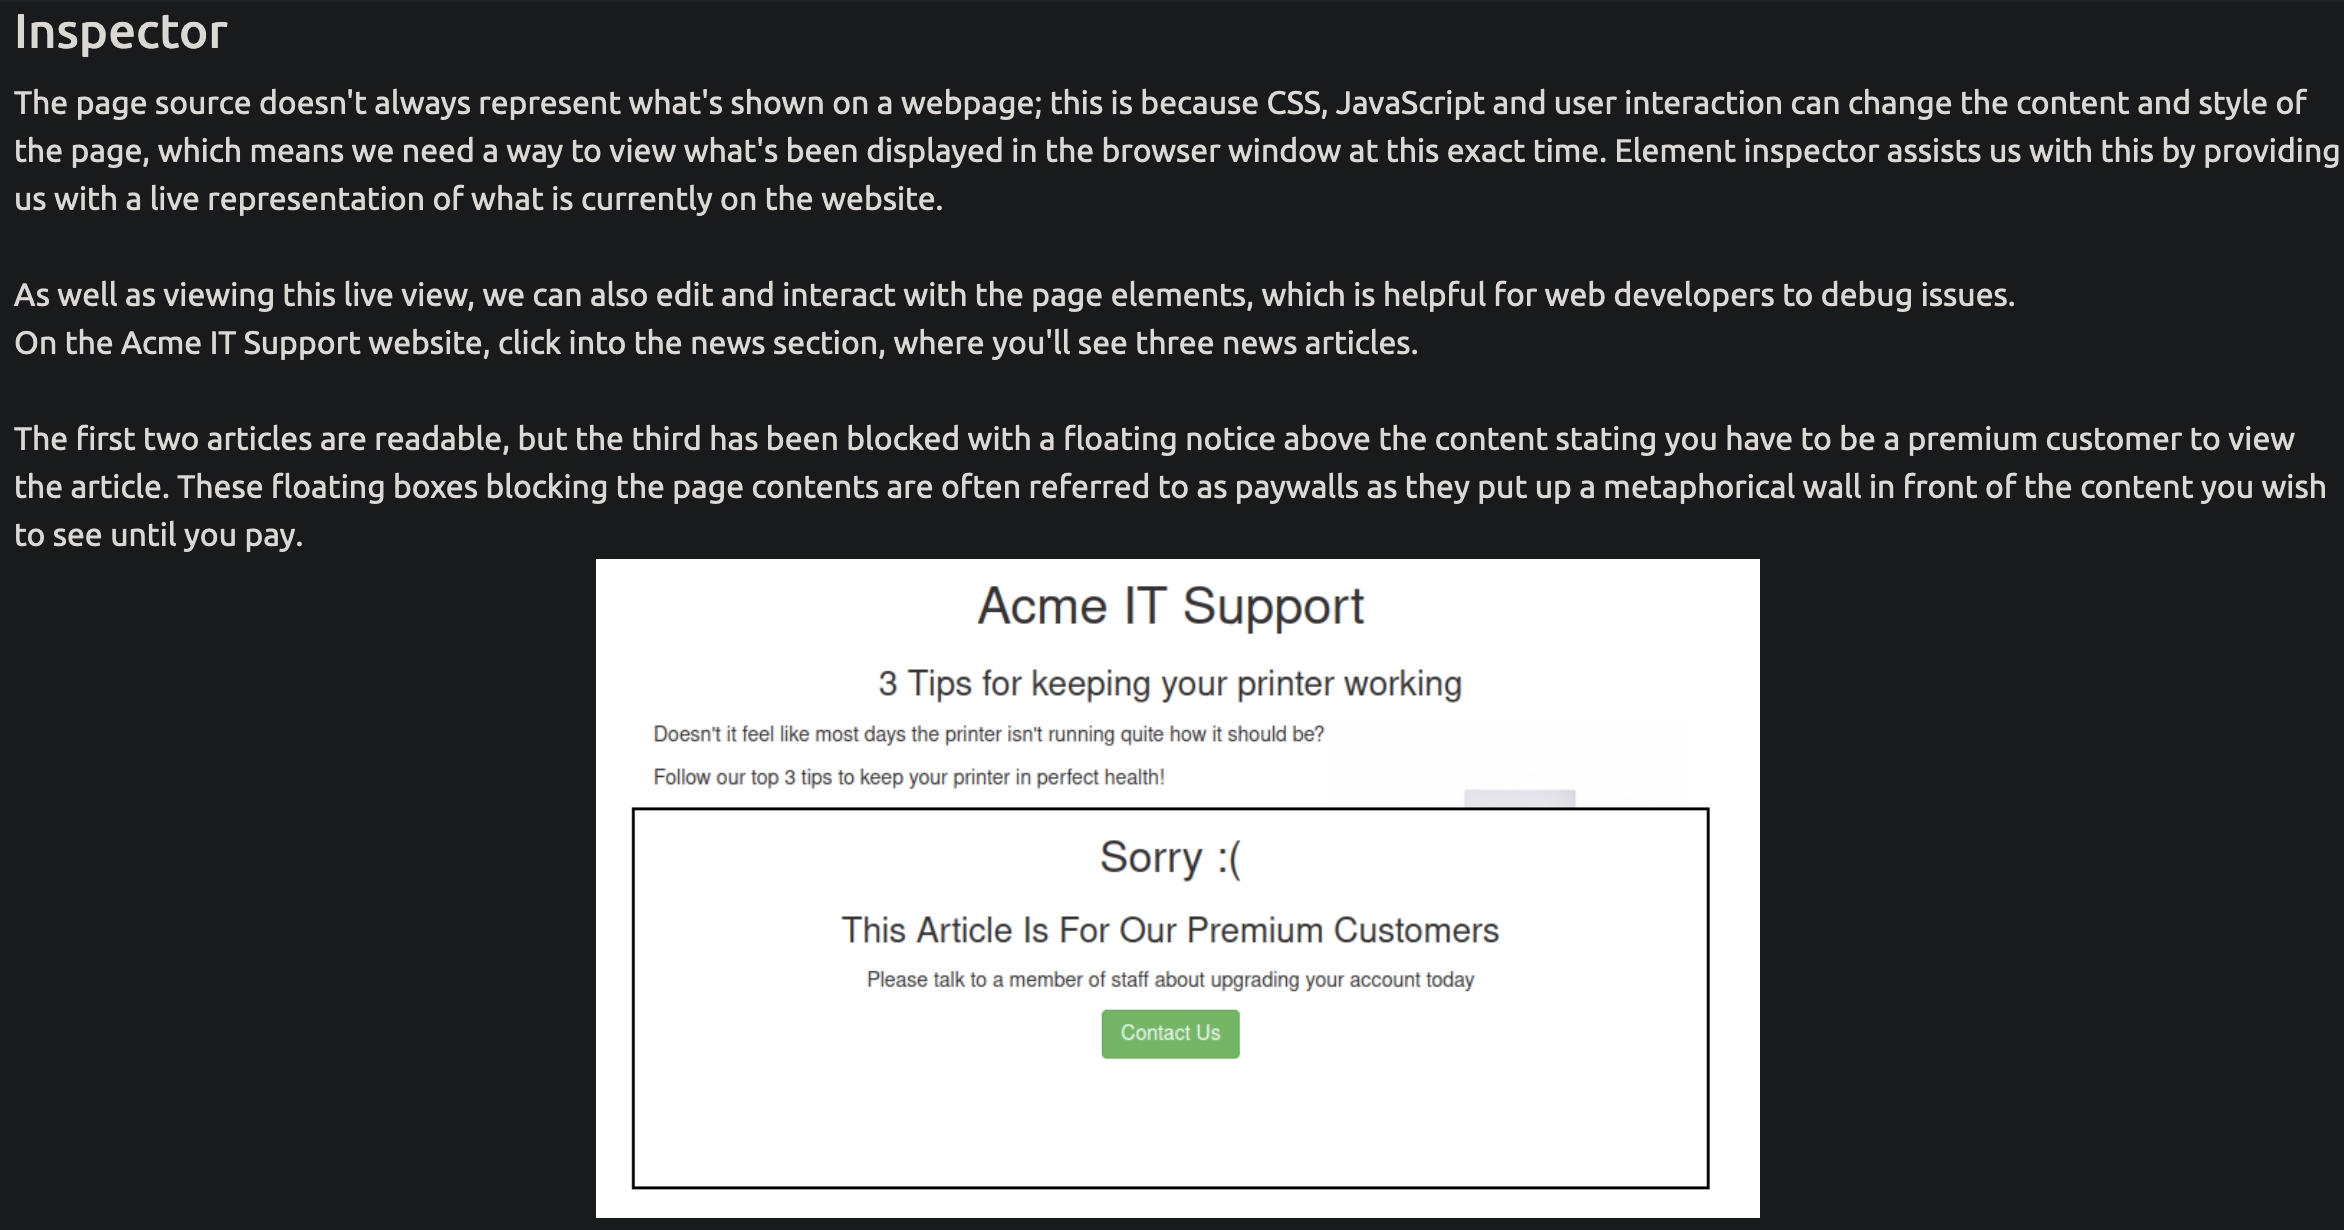 Inspector
The page source doesn't always represent what's shown on a webpage; this is because CSS, JavaScript and user interaction can change the content and style of
the page, which means we need a way to view what's been displayed in the browser window at this exact time. Element inspector assists us with this by providing
us with a live representation of what is currently on the website.
As well as viewing this live view, we can also edit and interact with the page elements, which is helpful for web developers to debug issues.
On the Acme IT Support website, click into the news section, where you'll see three news articles.
The first two articles are readable, but the third has been blocked with a floating notice above the content stating you have to be a premium customer to view
the article. These floating boxes blocking the page contents are often referred to as paywalls as they put up a metaphorical wall in front of the content you wish
to see until you pay.
Acme IT Support
3 Tips for keeping your printer working
Doesn't it feel like most days the printer isn't running quite how it should be?
Follow our top 3 tips to keep your printer in perfect health!
Sorry :(
This Article Is For Our Premium Customers
Please talk to a member of staff about upgrading your account today
Contact Us